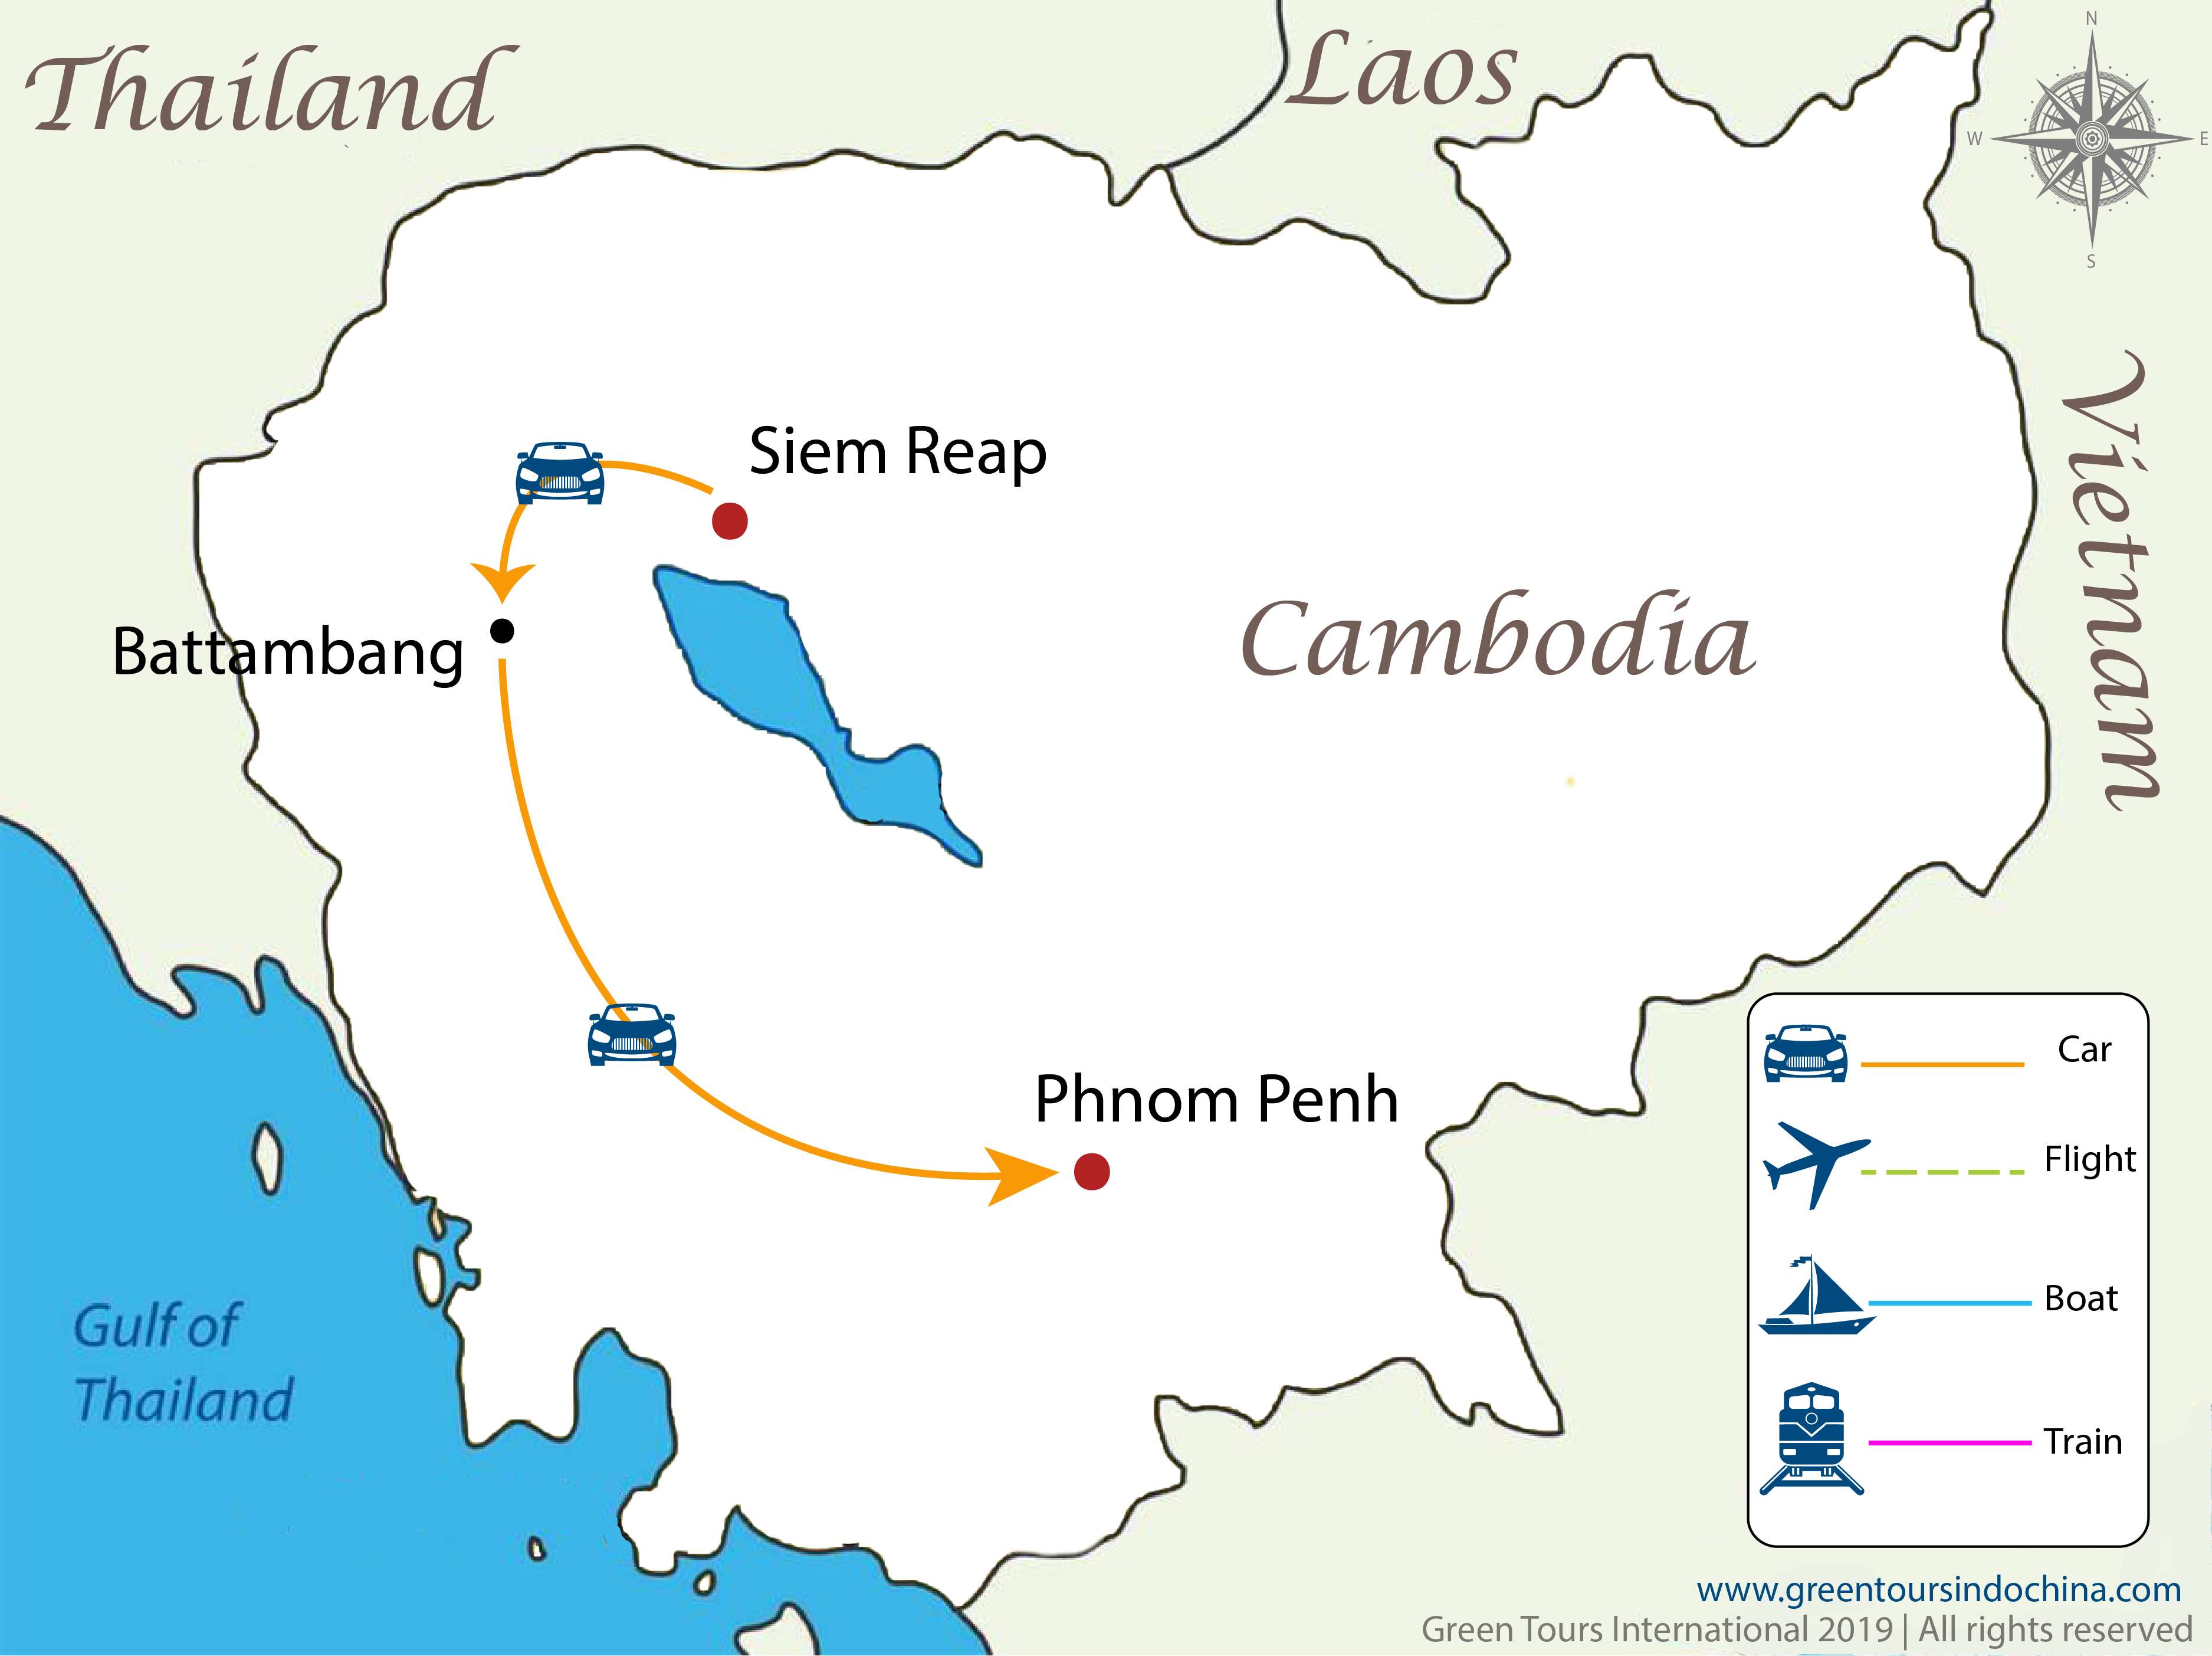 Thailand
Laos
N
W
E
S
Vietnam
Siem Reap
Cambodia
Battambang
Phnom Penh
Car
Flight
Boat
Train
Gulf of
Thailand
www.greentoursindochina.com
Green Tours International 2019 | All rights reserved